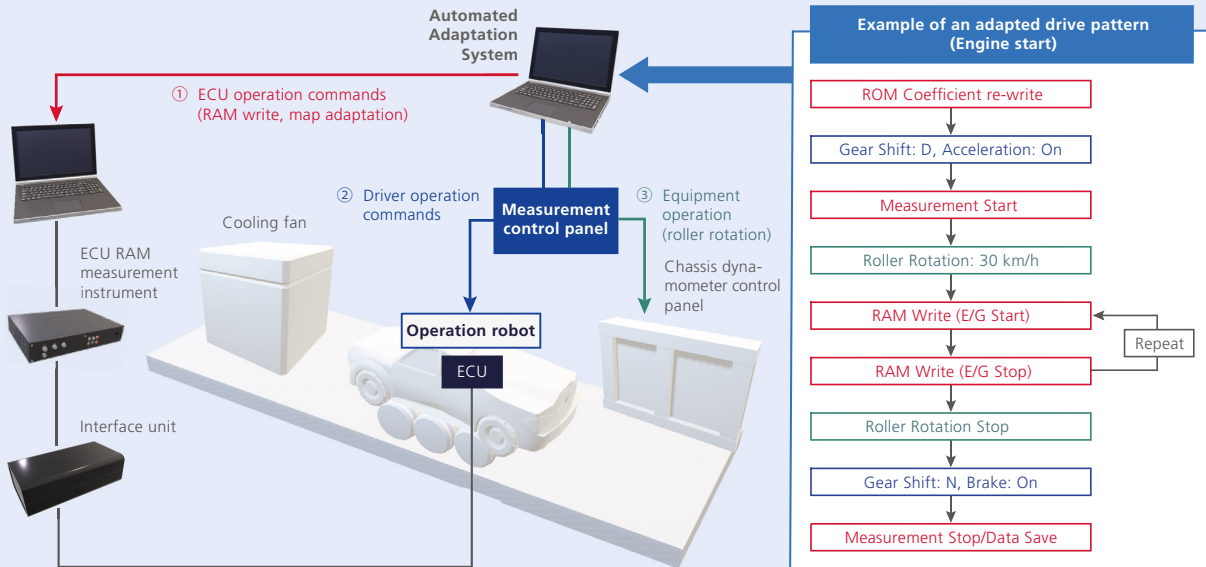 Automated
Adaptation
System
① ECU operation commands
(RAM write, map adaptation)
② Driver operation
commands
Measurement
control panel
③ Equipment
operation
(roller rotation)
Cooling fan
ECU RAM
measurement
instrument
Chassis dyna-
mometer control
panel
Operation robot
ECU
Interface unit
Example of an adapted drive pattern
(Engine start)
ROM Coefficient re-write
Gear Shift: D, Acceleration: On
Measurement Start
Roller Rotation: 30 km/h
RAM Write (E/G Start)
Repeat
RAM Write (E/G Stop)
Roller Rotation Stop
Gear Shift: N, Brake: On
Measurement Stop/Data Save